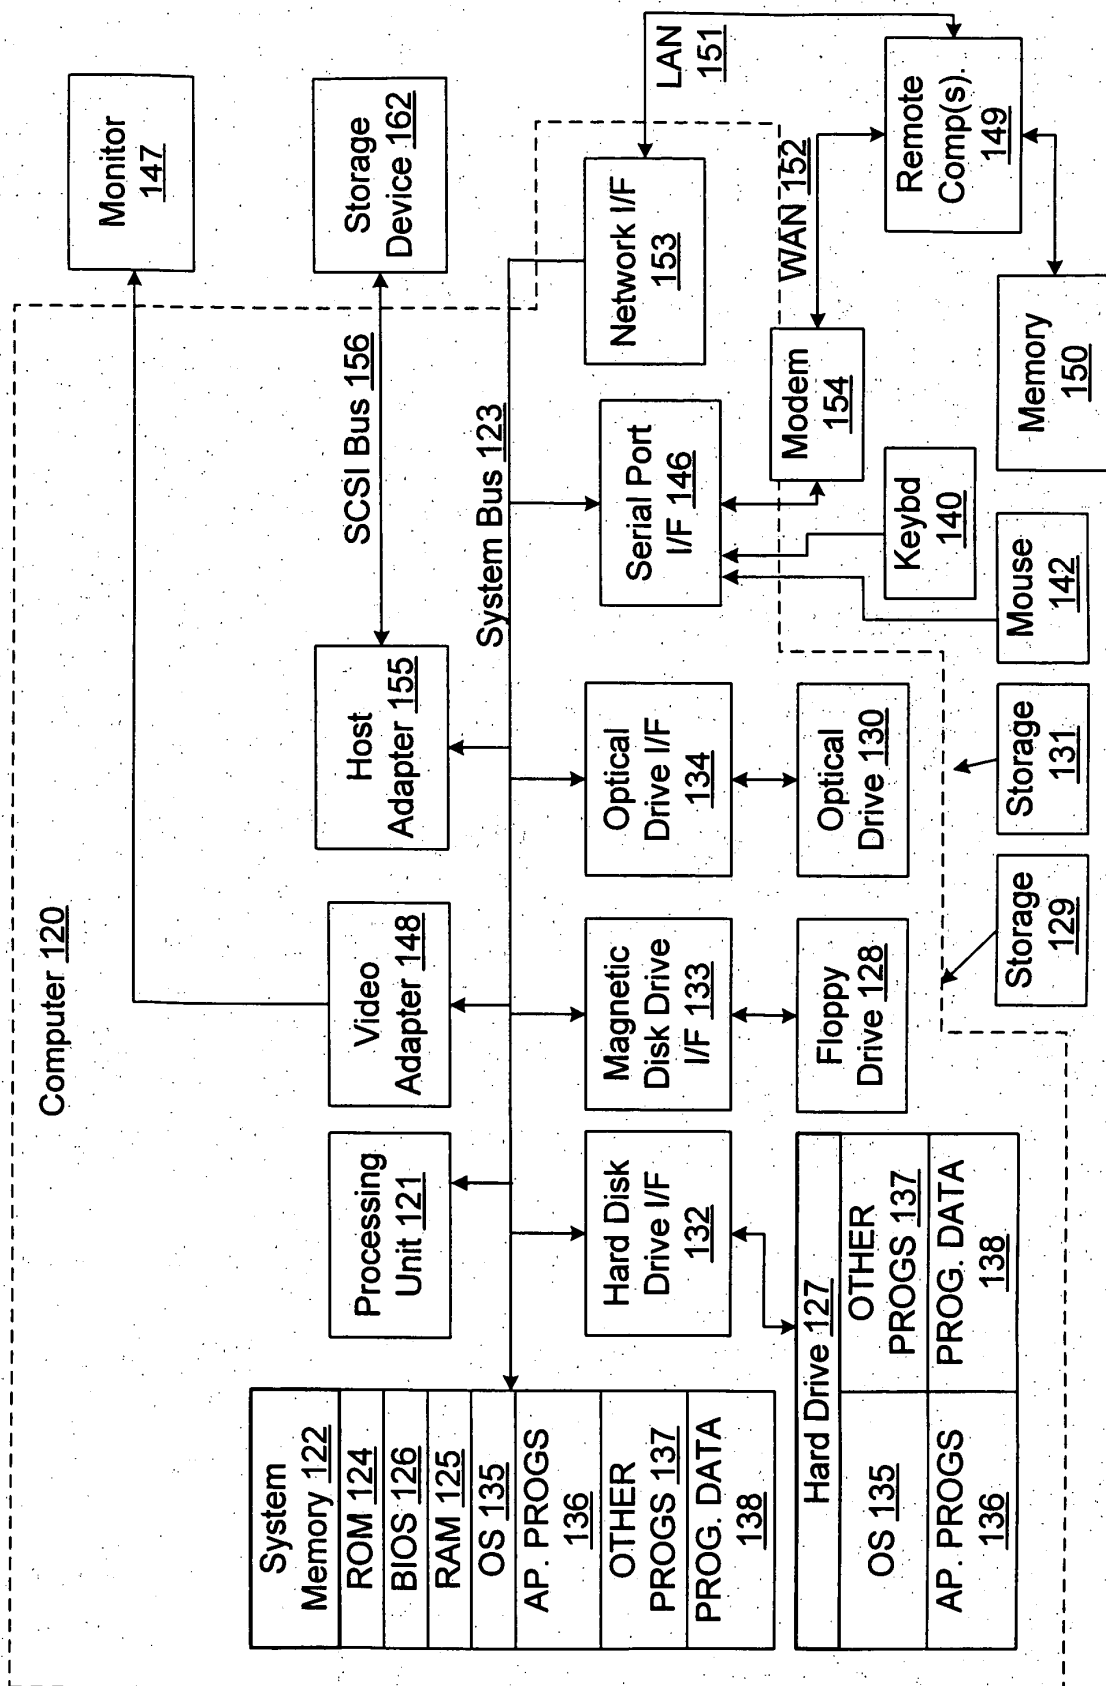 Computer 120
Monitor
147
Storage
Device 162
SCSI Bus 156
System Bus 123
System
Memory 122
ROM 124
BIOS 126
RAM 125
OS 135
AP. PROGS
136
OTHER
PROGS 137
PROG. DATA
138
Processing
Unit 121
Video
Adapter 148
Host
Adapter 155
Hard Disk
Drive I/F
132
Magnetic
Disk Drive
I/F 133
Optical
Drive I/F
134
Serial Port
I/F 146
Network I/F
153
LAN
151
WAN 152
Hard Drive 127
OS 135
OTHER
PROGS 137
AP. PROGS
136
PROG. DATA
138
Floppy
Drive 128
Optical
Drive 130
Modem
154
Remote
Comp(s).
149
Storage
129
Storage
131
Mouse
142
Keybd
140
Memory
150